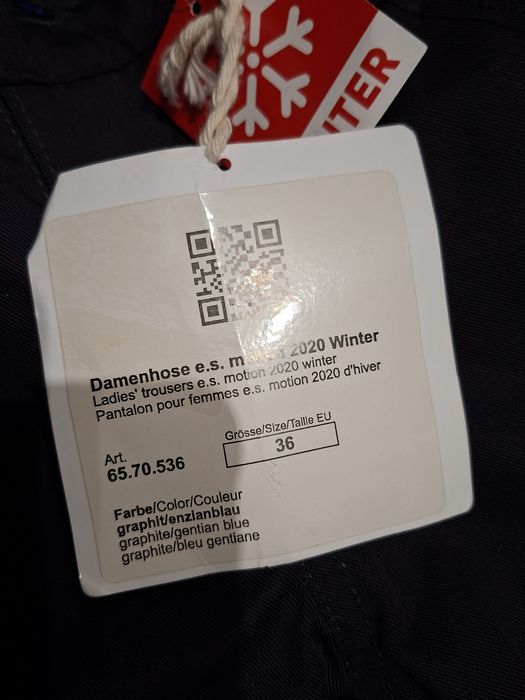 Damenhose e.s. motion 2020 Winter
Ladies' trousers e.s. motion 2020 winter
Pantalon pour femmes e.s. motion 2020 d'hiver
Grösse/Size/Taille EU
36
Art.
65.70.536
Farbe/Color/Couleur
graphit/enzianblau
graphite/gentian blue
graphite/bleu gentiane